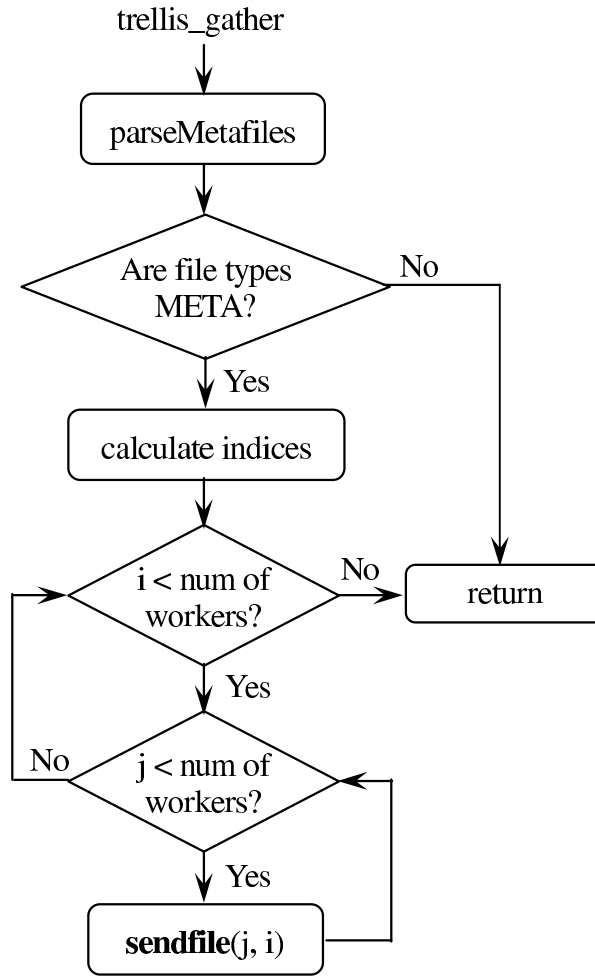 trellis_gather
parseMetafiles
Are file types
META?
No
Yes
calculate indices
i < num of
workers?
No
return
Yes
j < num of
workers?
No
Yes
sendfile(j, i)